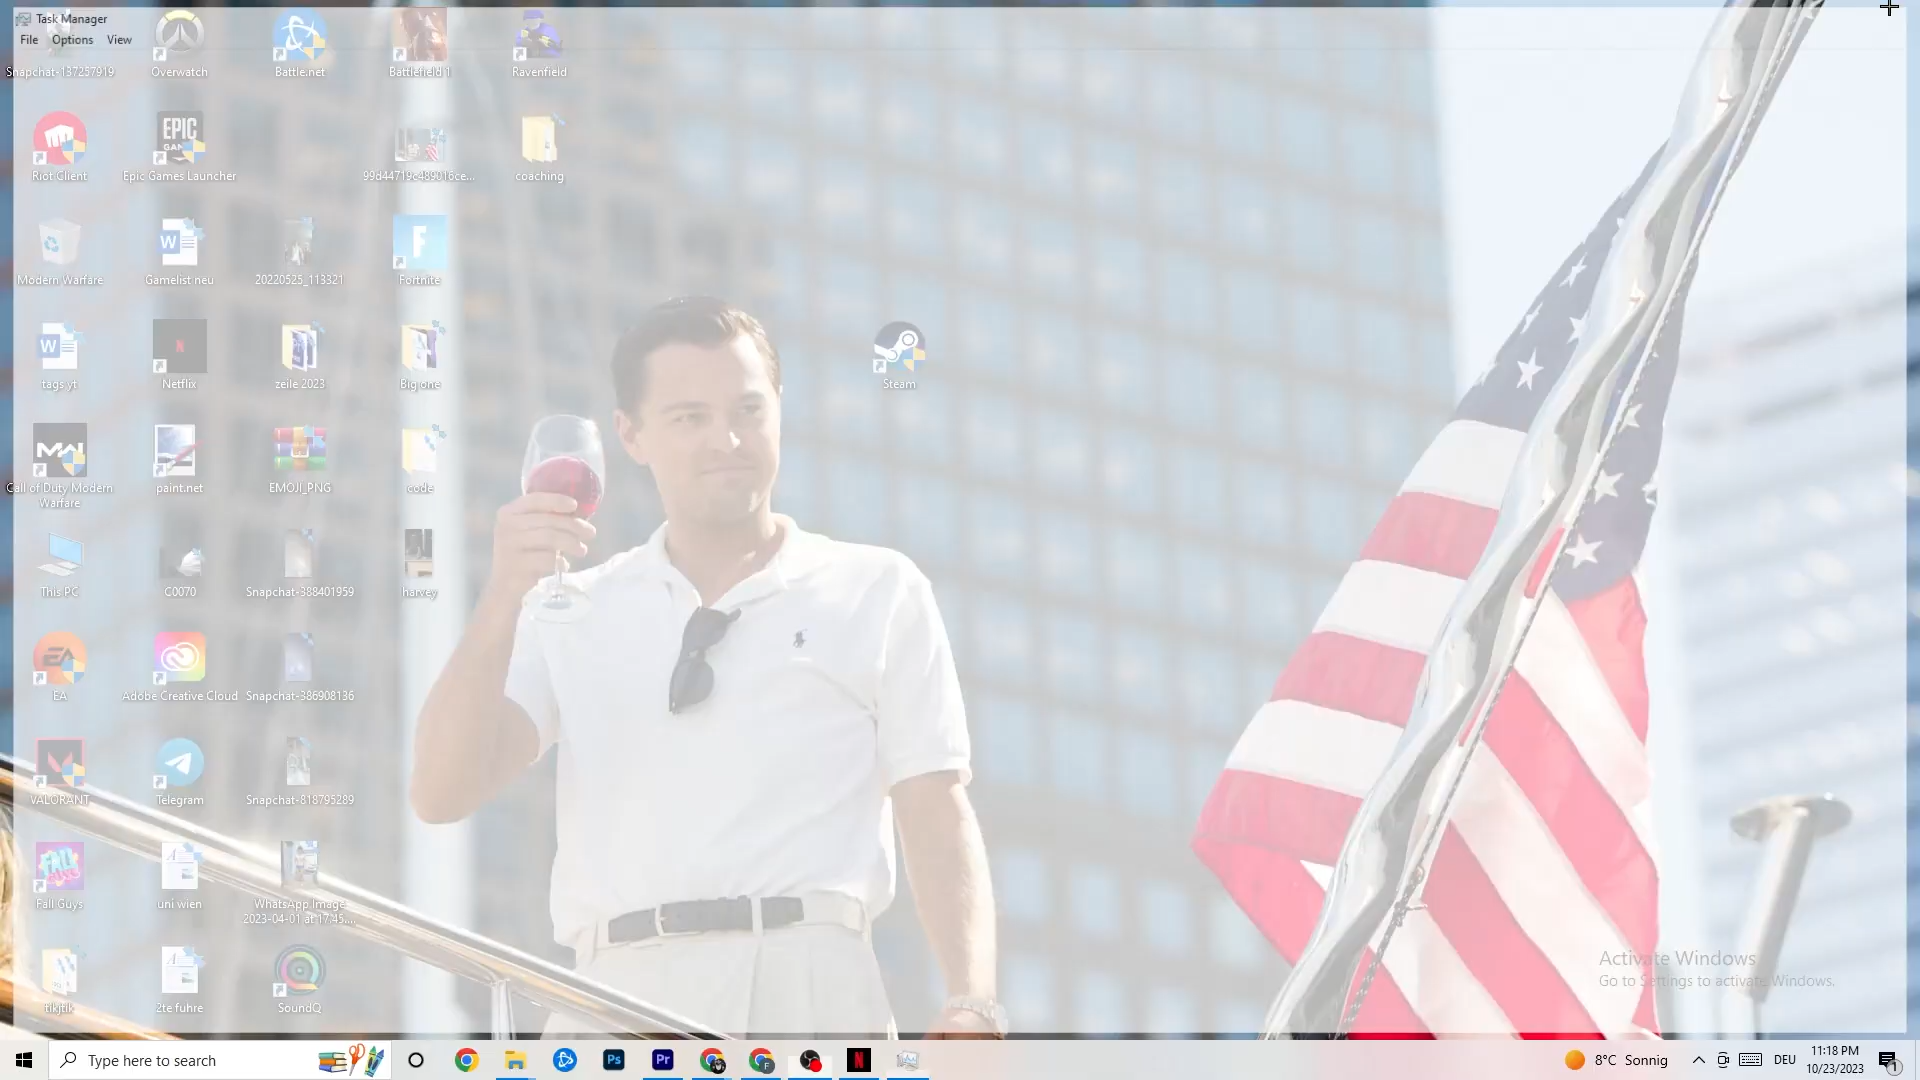 Task Manager
File Options View
Snapchat-137257919
Overwatch
Battle.net
Battlefield 1
Ravenfield
Riot Client
EPIC
Epic Games Launcher
99d44719c489016ce...
coaching
Modern Warfare
Gamelist neu
20220525_113321
Fortnite
tags yt
Netflix
zeile 2023
Big one
Steam
Call of Duty Modern
Warfare
paint.net
EMOJI_PNG
code
This PC
C0070
Snapchat-388401959
harvey
EA
Adobe Creative Cloud
Snapchat-386908136
VALORANT
Telegram
Snapchat-818795289
Fall Guys
uni wien
WhatsApp Image
2023-04-01 at 17.45....
tikjtik
2te fuhre
SoundQ
Activate Windows
Go to Settings to activate Windows.
Type here to search
Ps
Pr
8°C Sonnig
DEU
11:18 PM
10/23/2023
1